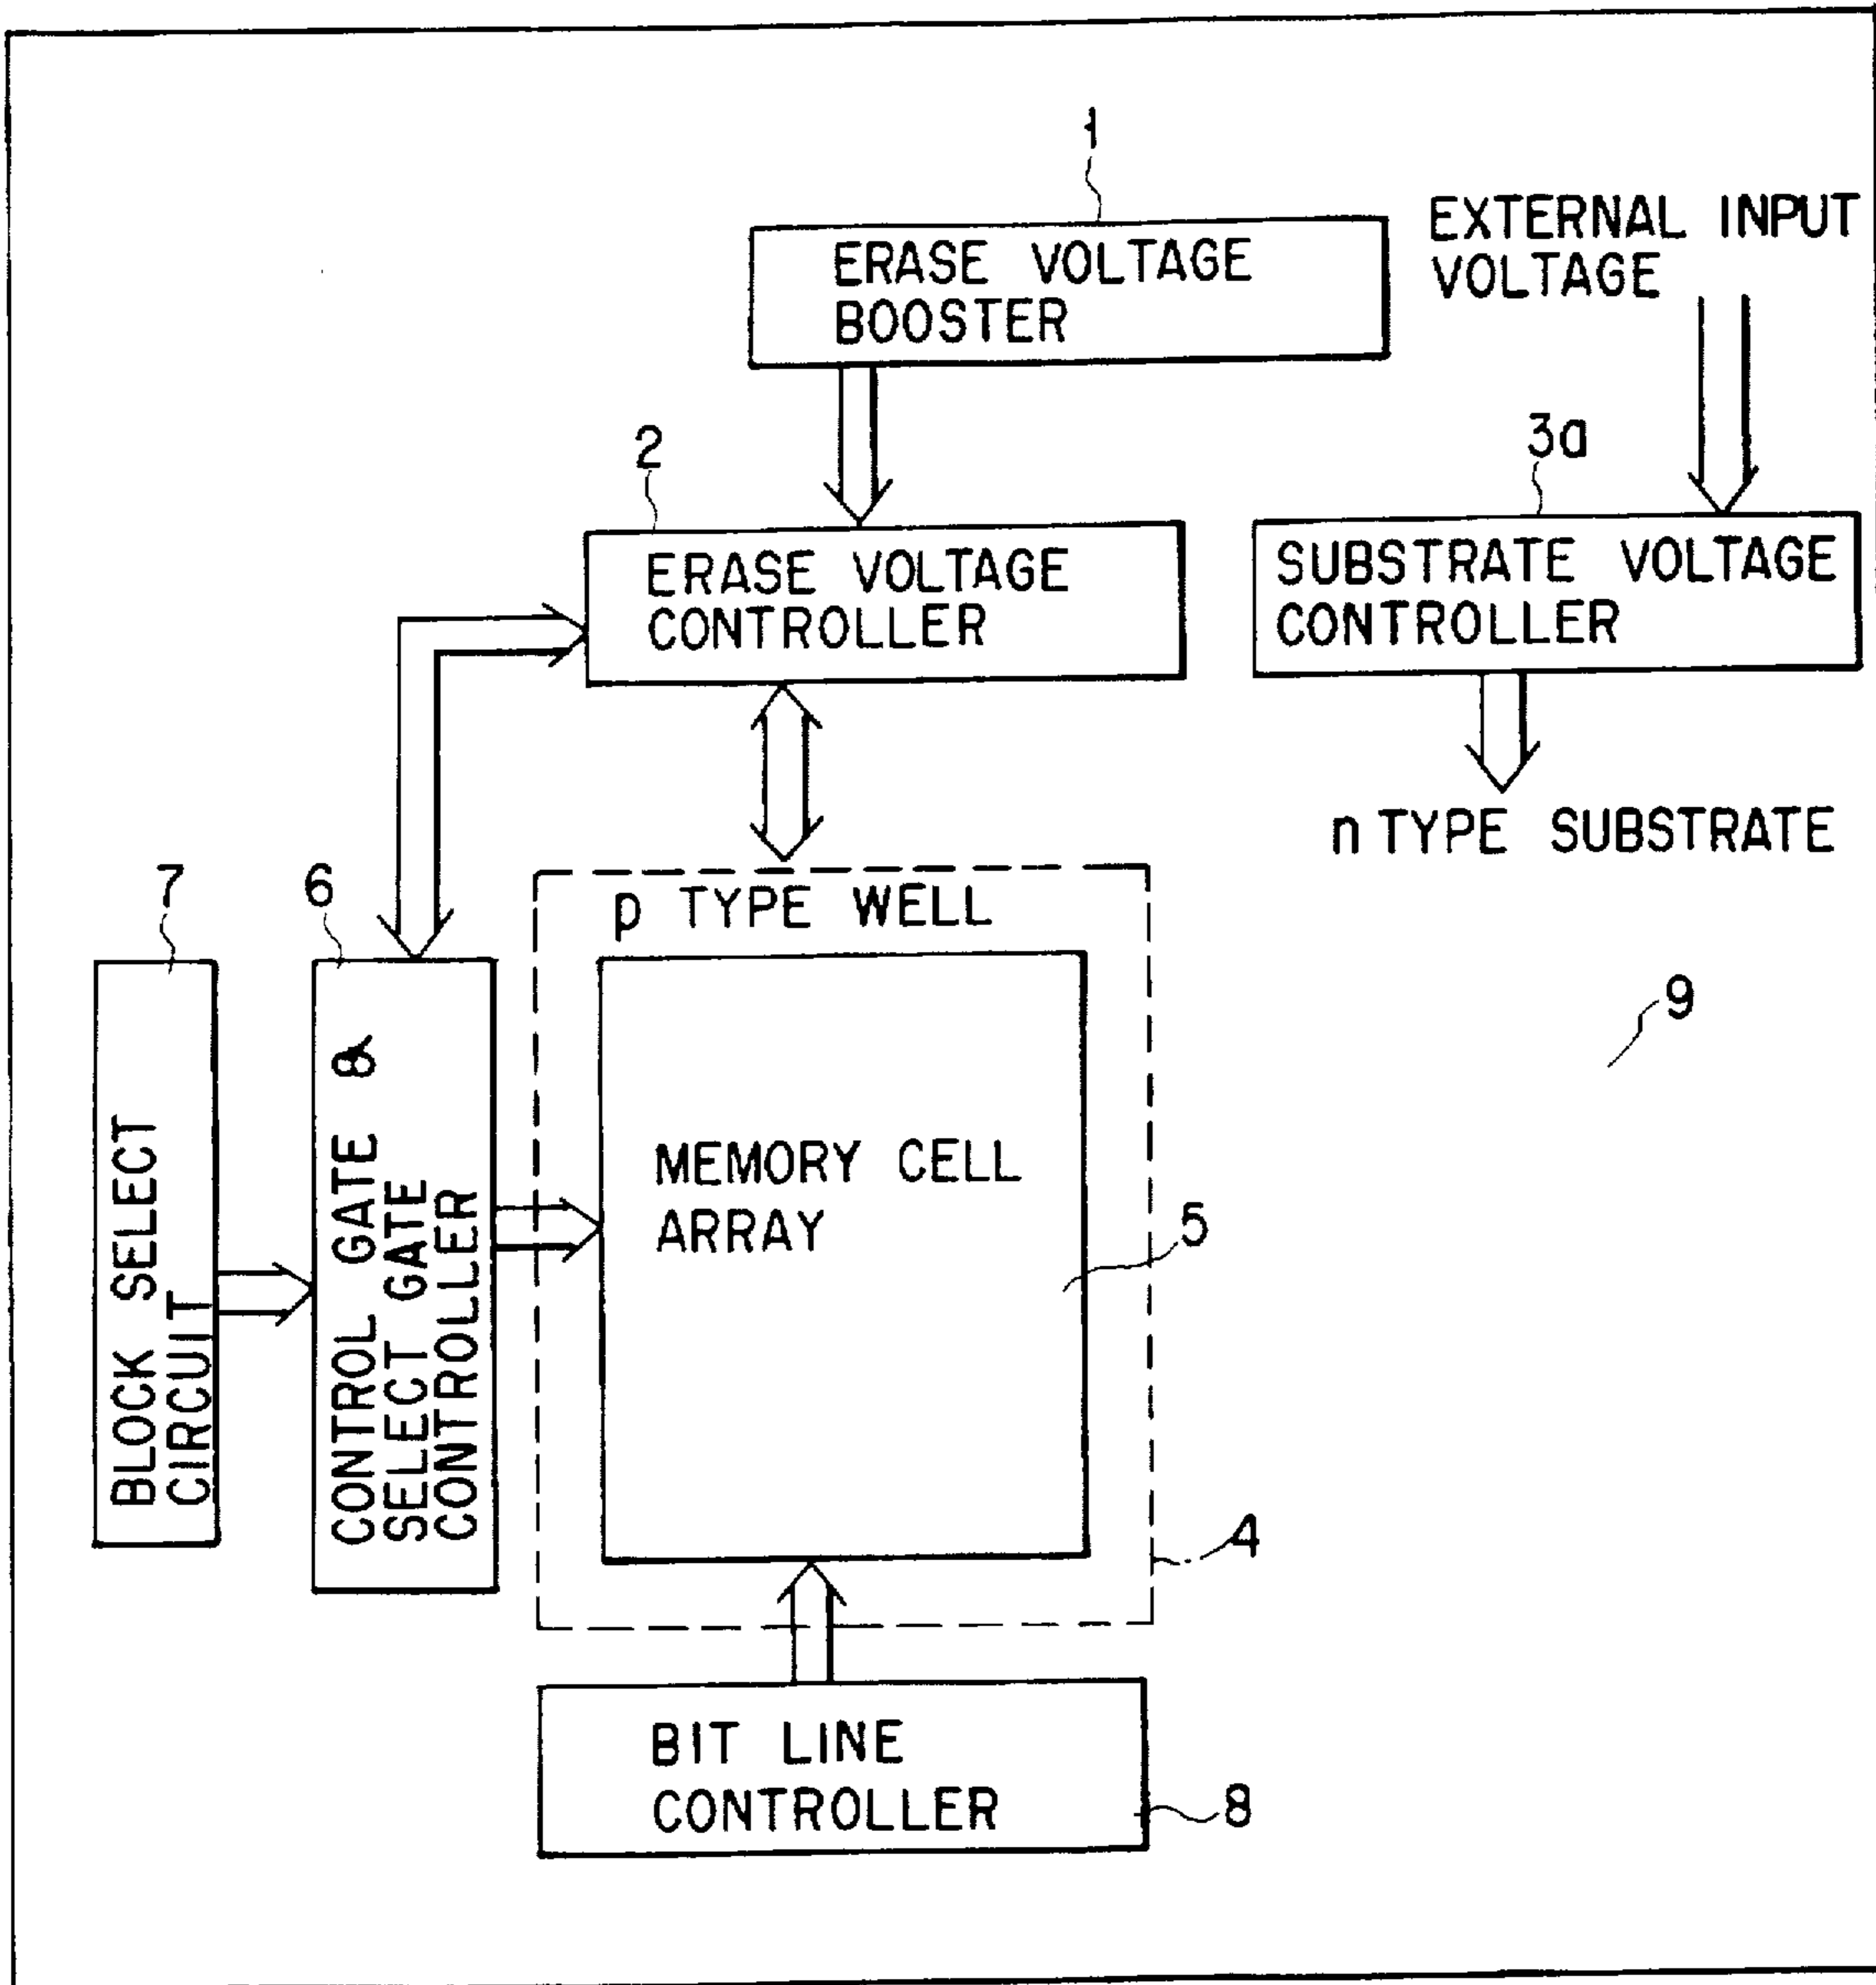 1
ERASE VOLTAGE
BOOSTER
EXTERNAL INPUT
VOLTAGE
2
ERASE VOLTAGE
CONTROLLER
3a
SUBSTRATE VOLTAGE
CONTROLLER
n TYPE SUBSTRATE
7
BLOCK SELECT
CIRCUIT
6
CONTROL GATE &
SELECT GATE
CONTROLLER
p TYPE WELL
MEMORY CELL
ARRAY
9
5
4
BIT LINE
CONTROLLER
8